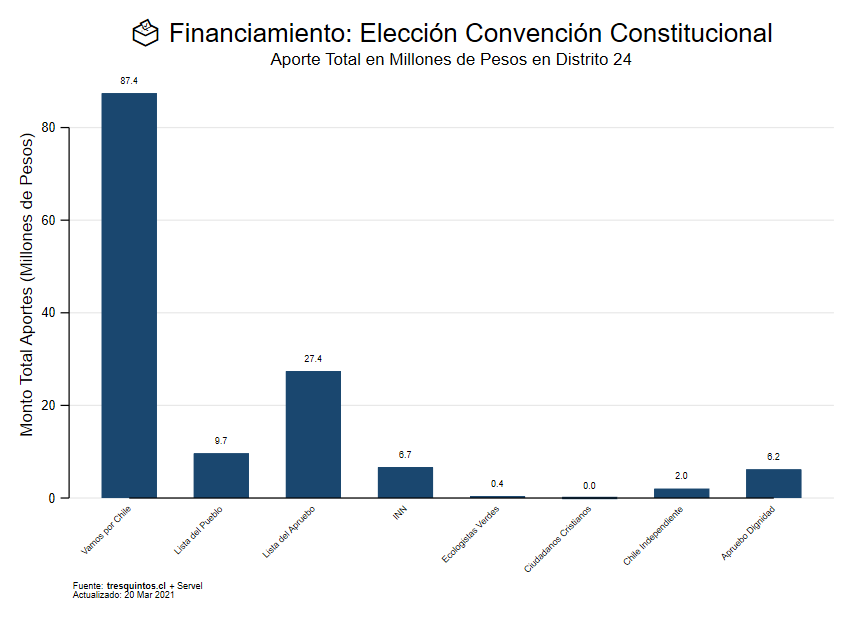 Financiamiento: Elección Convención Constitucional
Aporte Total en Millones de Pesos en Distrito 24
Monto Total Aportes (Millones de Pesos)
80
60
40
20
0
87.4
9.7
27.4
6.7
0.4
0.0
2.0
6.2
Vamos por Chile
Lista del Pueblo
Lista del Apruebo
INN
Ecologistas Verdes
Ciudadanos Cristianos
Chile Independiente
Apruebo Dignidad
Fuente: tresquintos.cl + Servel
Actualizado: 20 Mar 2021